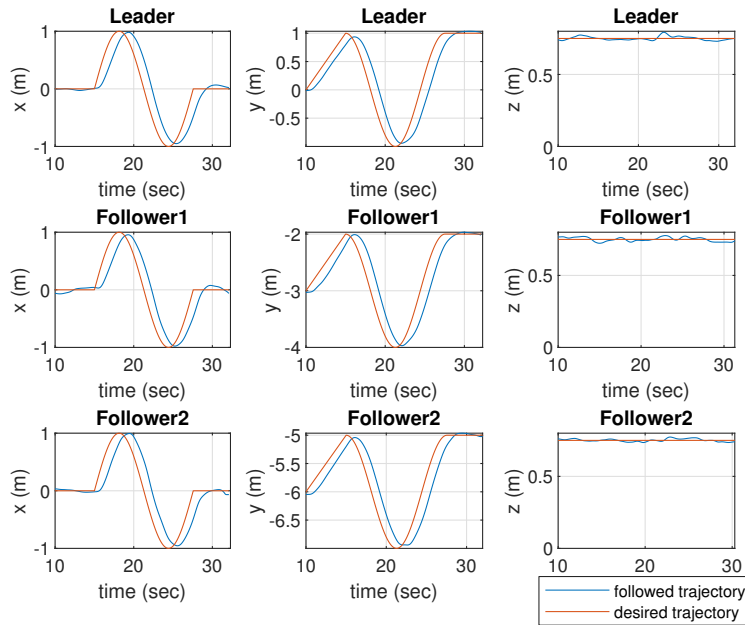 Leader
Leader
Leader
1
0
-1
x (m)
10
20
30
time (sec)
1
0.5
0
-0.5
y (m)
10
20
30
time (sec)
0.5
0
z (m)
10
20
30
time (sec)
Follower1
Follower1
Follower1
1
0
-1
x (m)
10
20
30
time (sec)
-2
-3
-4
y (m)
10
20
30
time (sec)
0.5
0
z (m)
10
20
30
time (sec)
Follower2
Follower2
Follower2
1
0
-1
x (m)
10
20
30
time (sec)
-5
-5.5
-6
-6.5
y (m)
10
20
30
time (sec)
0.5
0
z (m)
10
20
30
followed trajectory
desired trajectory